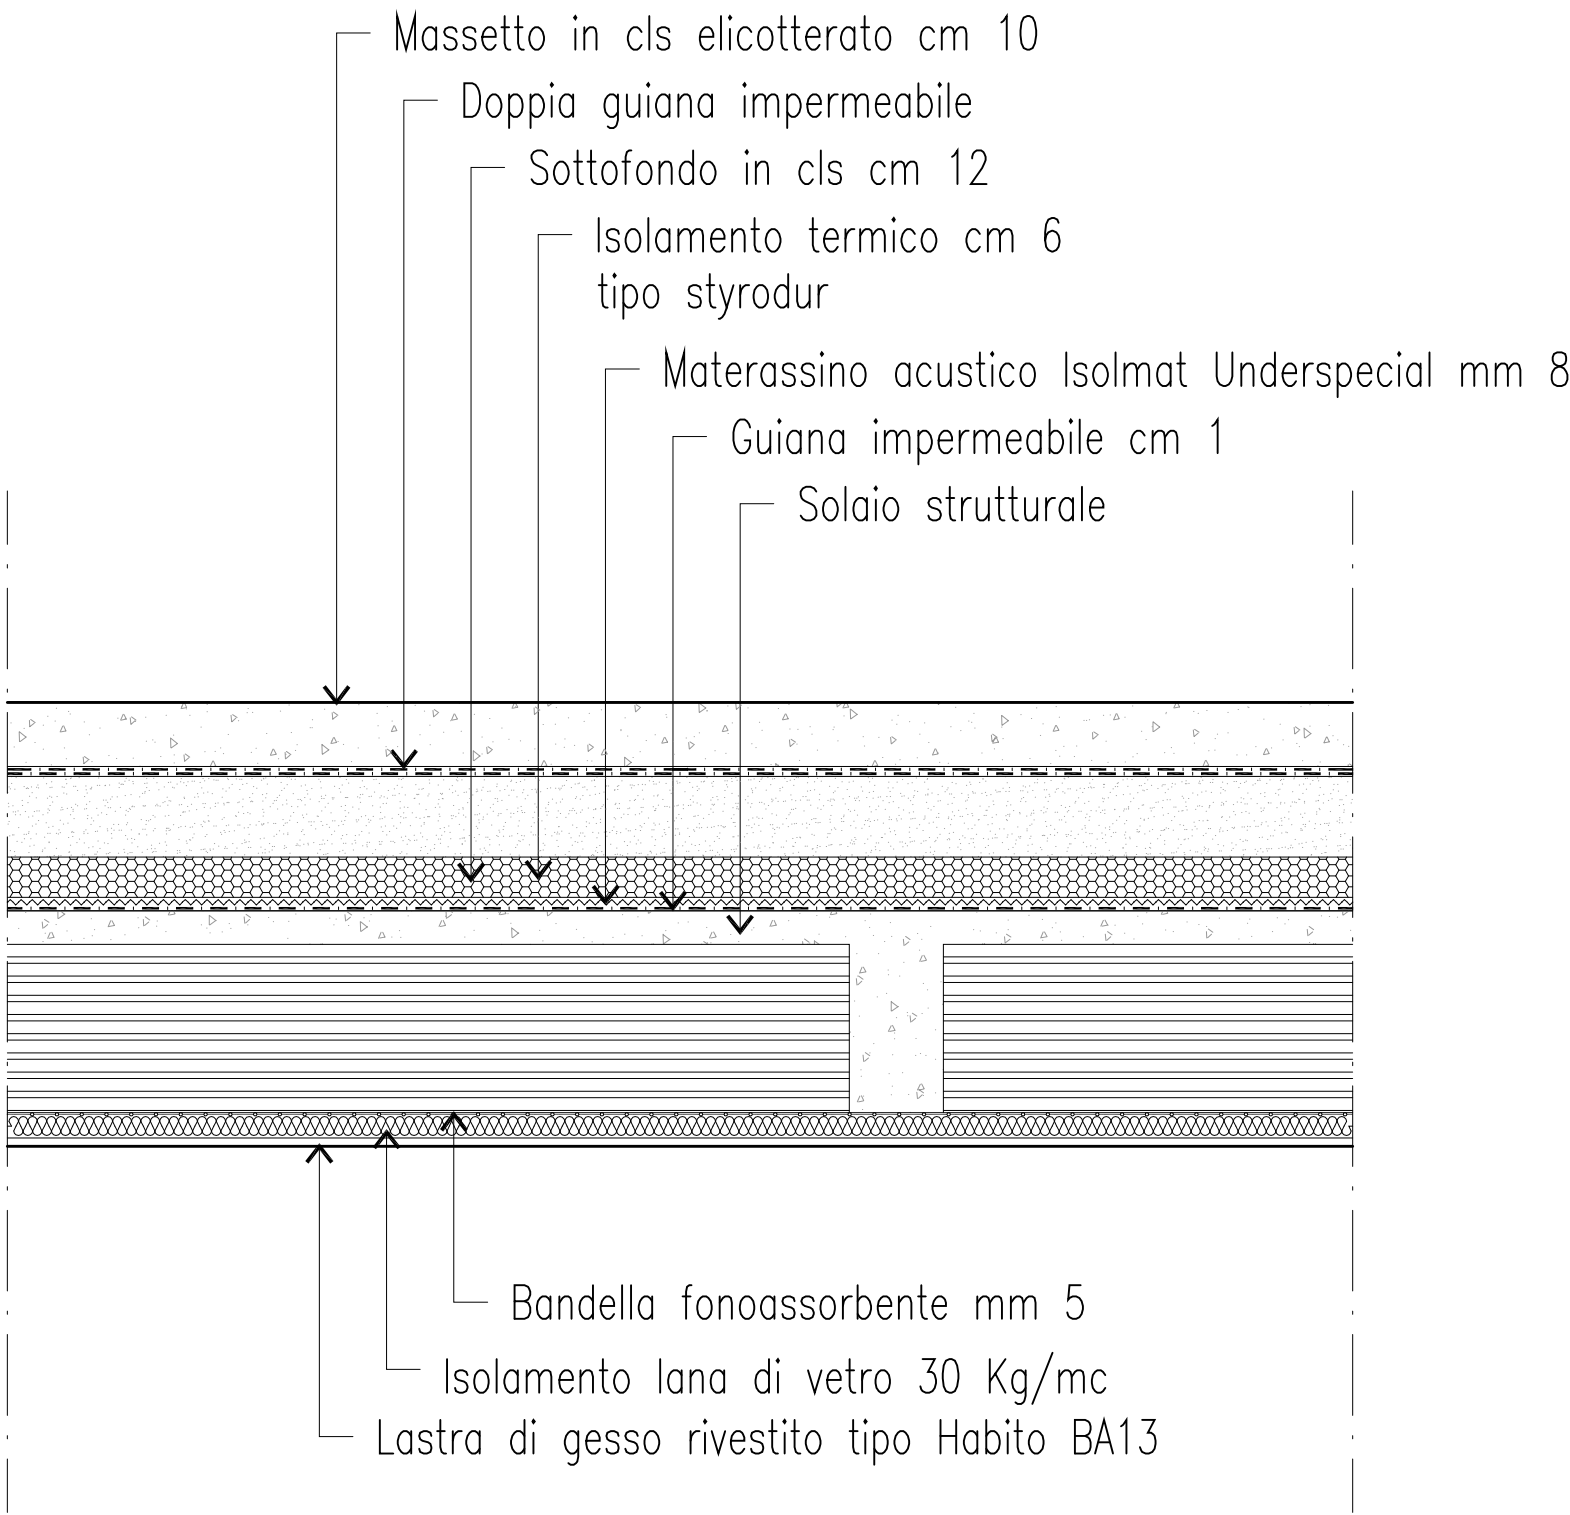 Massetto in cls elicotterato cm 10
Doppia guiana impermeabile
Sottofondo in cls cm 12
Isolamento termico cm 6
tipo styrodur
Materassino acustico Isolmat Underspecial mm 8
Guiana impermeabile cm 1
Solaio strutturale
Bandella fonoassorbente mm 5
Isolamento lana di vetro 30 Kg/mc
Lastra di gesso rivestito tipo Habito BA13